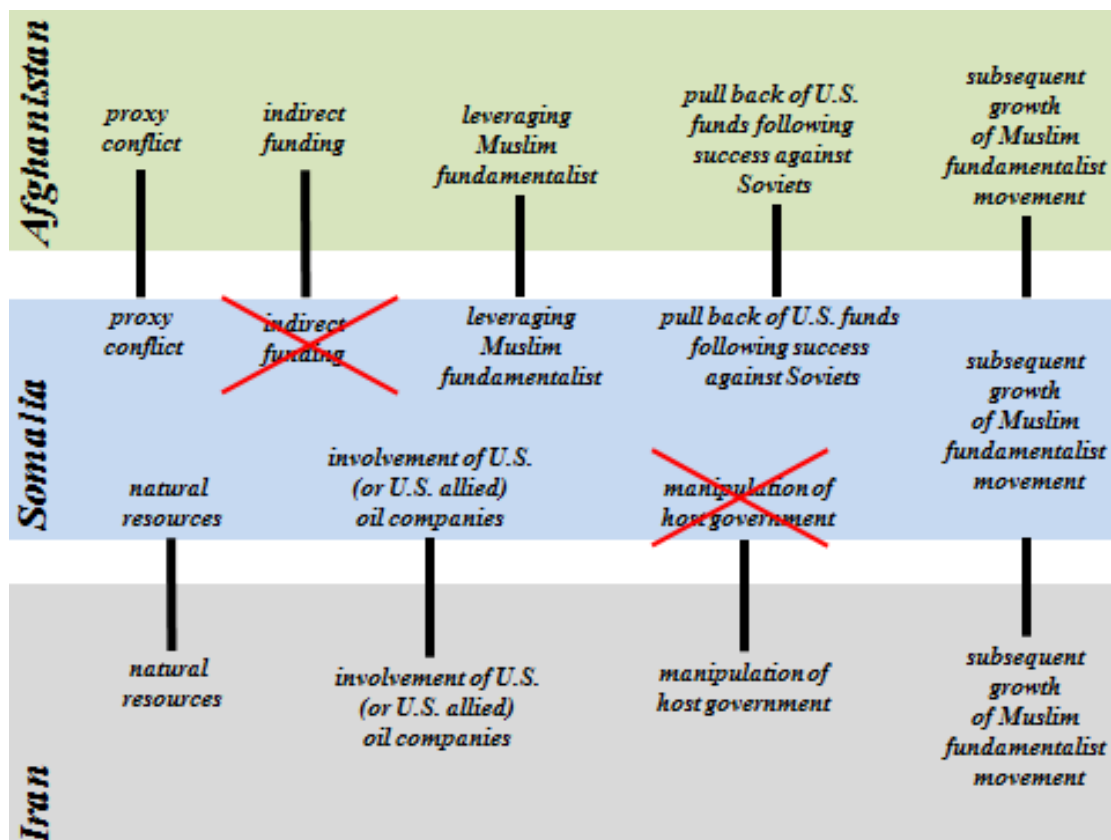 Afghanistan
proxy
conflict
indirect
funding
leveraging
Muslim
fundamentalist
pull back of U.S.
funds following
success against
Soviets
subsequent
growth
of Muslim
fundamentalist
movement
Somalia
proxy
conflict
indirect
funding
leveraging
Muslim
fundamentalist
pull back of U.S. funds
following success
against Soviets
subsequent
growth
of Muslim
fundamentalist
movement
natural
resources
involvement of U.S.
(or U.S. allied)
oil companies
manipulation of
host government
Iran
natural
resources
involvement of U.S.
(or U.S. allied)
oil companies
manipulation of
host government
subsequent
growth
of Muslim
fundamentalist
movement